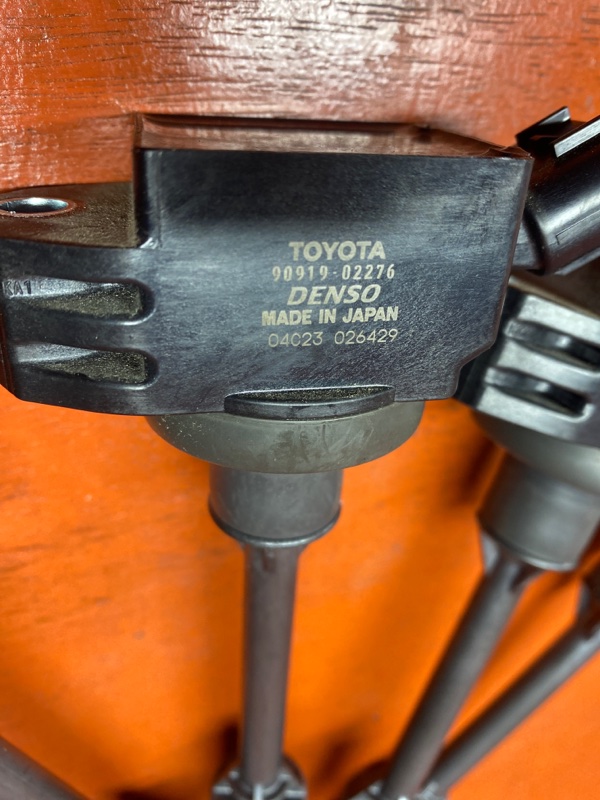 TOYOTA
90919-02276
DENSO
MADE IN JAPAN
04023 026429